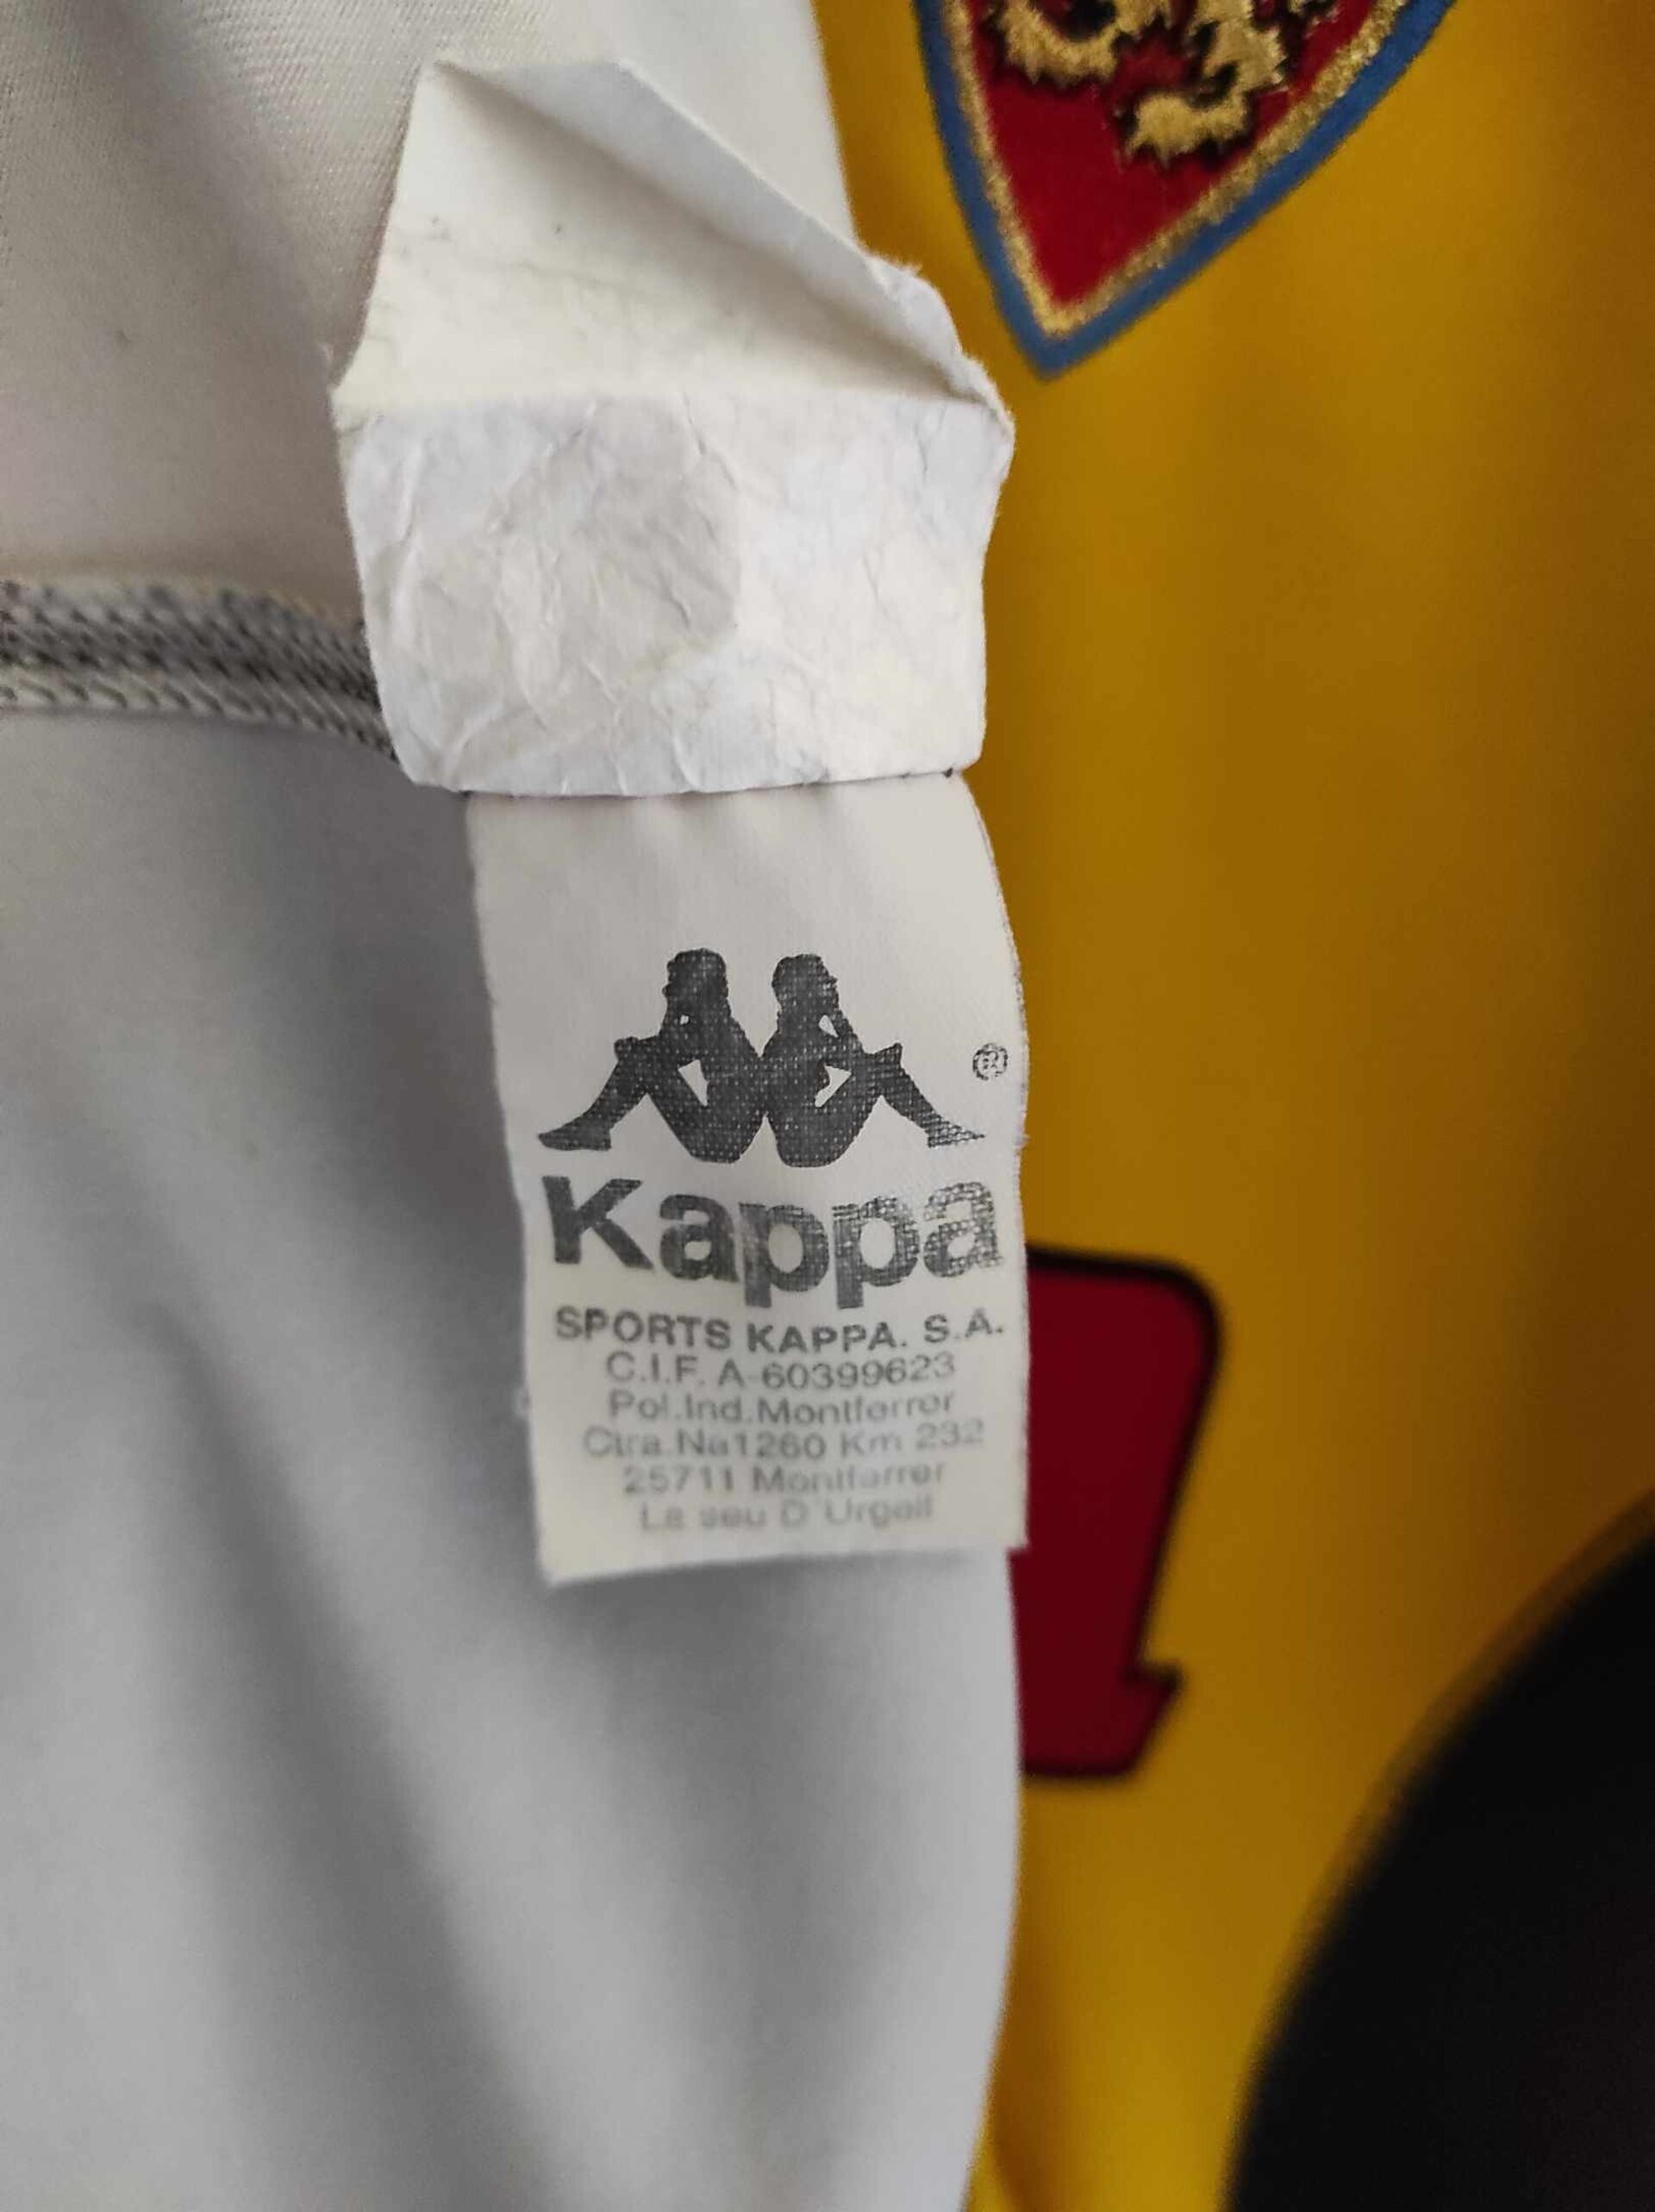 ®
Kappa
SPORTS KAPPA. S.A.
C.I.F. A-60399623
Pol.Ind.Montferrer
Ctra.Na1260 Km 232
25711 Montferrer
La seu D'Urgell